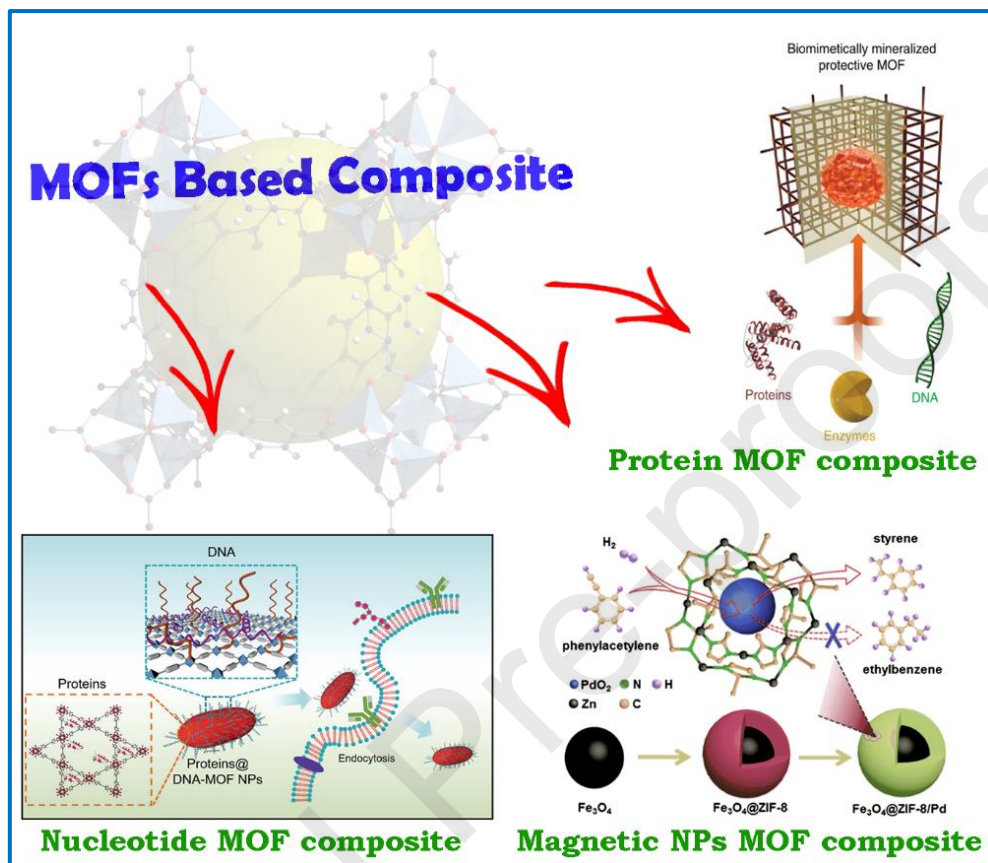 MOFs Based Composite
Biomimetically mineralized
protective MOF
Proteins
DNA
Enzymes
Protein MOF composite
DNA
Proteins
Proteins@
DNA-MOF NPs
Endocytosis
Nucleotide MOF composite
H₂
styrene
phenylacetylene
ethylbenzene
PdO₂ N H
Zn C
Fe₃O₄
Fe₃O₄@ZIF-8
Fe₃O₄@ZIF-8/Pd
Magnetic NPs MOF composite
Pre-proofs